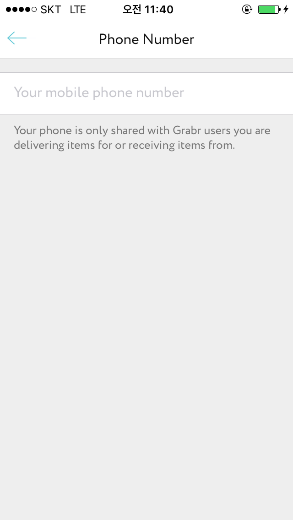 SKT LTE 오전 11:40
Phone Number
Your mobile phone number
Your phone is only shared with Grabr users you are
delivering items for or receiving items from.